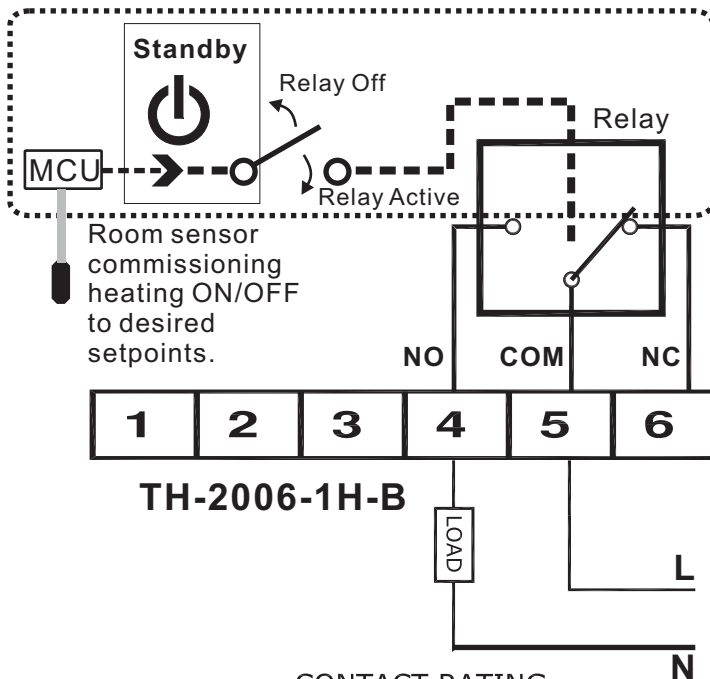 Standby
Relay Off
Relay
MCU
Relay Active
Room sensor
commissioning
heating ON/OFF
to desired
setpoints.
NO COM NC
1 2 3 4 5 6
TH-2006-1H-B
LOAD
L
N
CONTACT RATING